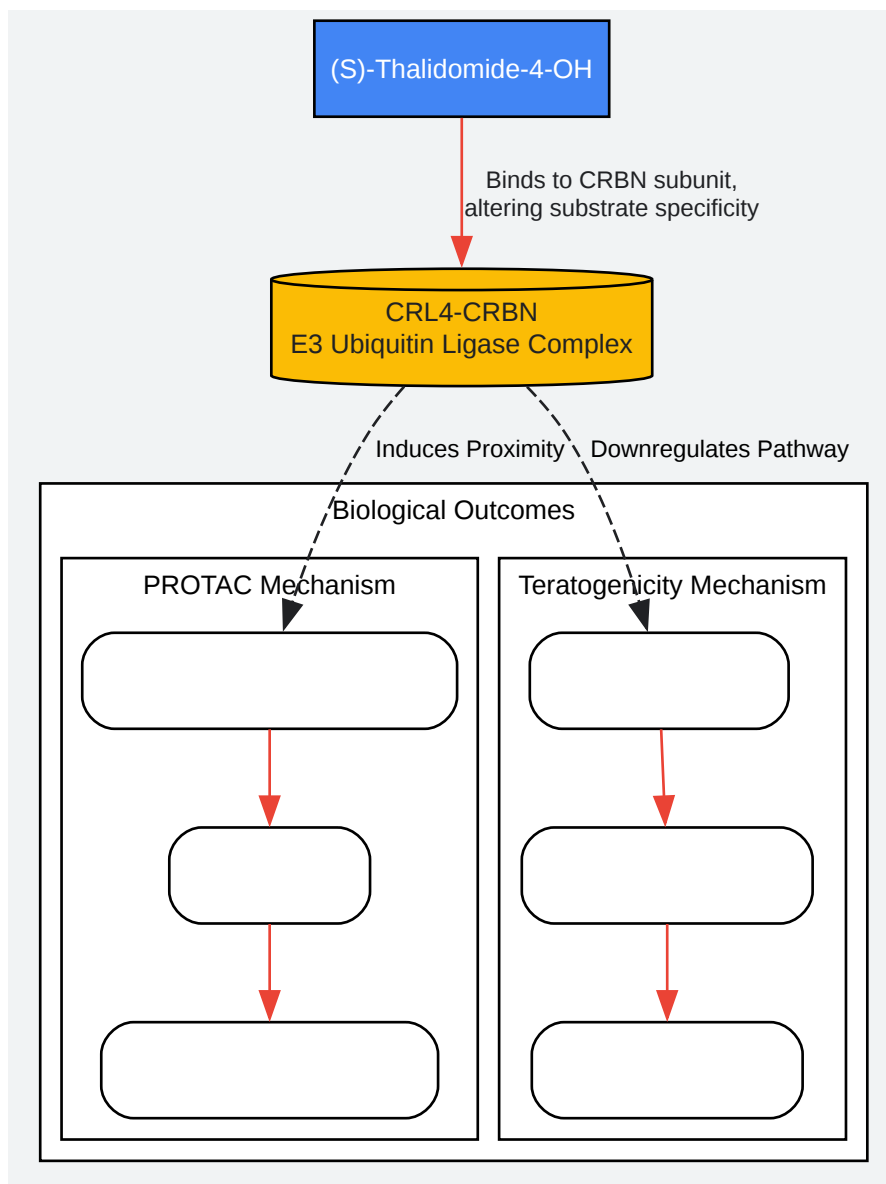 (S)-Thalidomide-4-OH
Binds to CRBN subunit,
altering substrate specificity
CRL4-CRBN
E3 Ubiquitin Ligase Complex
Induces Proximity
Downregulates Pathway
Biological Outcomes
PROTAC Mechanism
Teratogenicity Mechanism